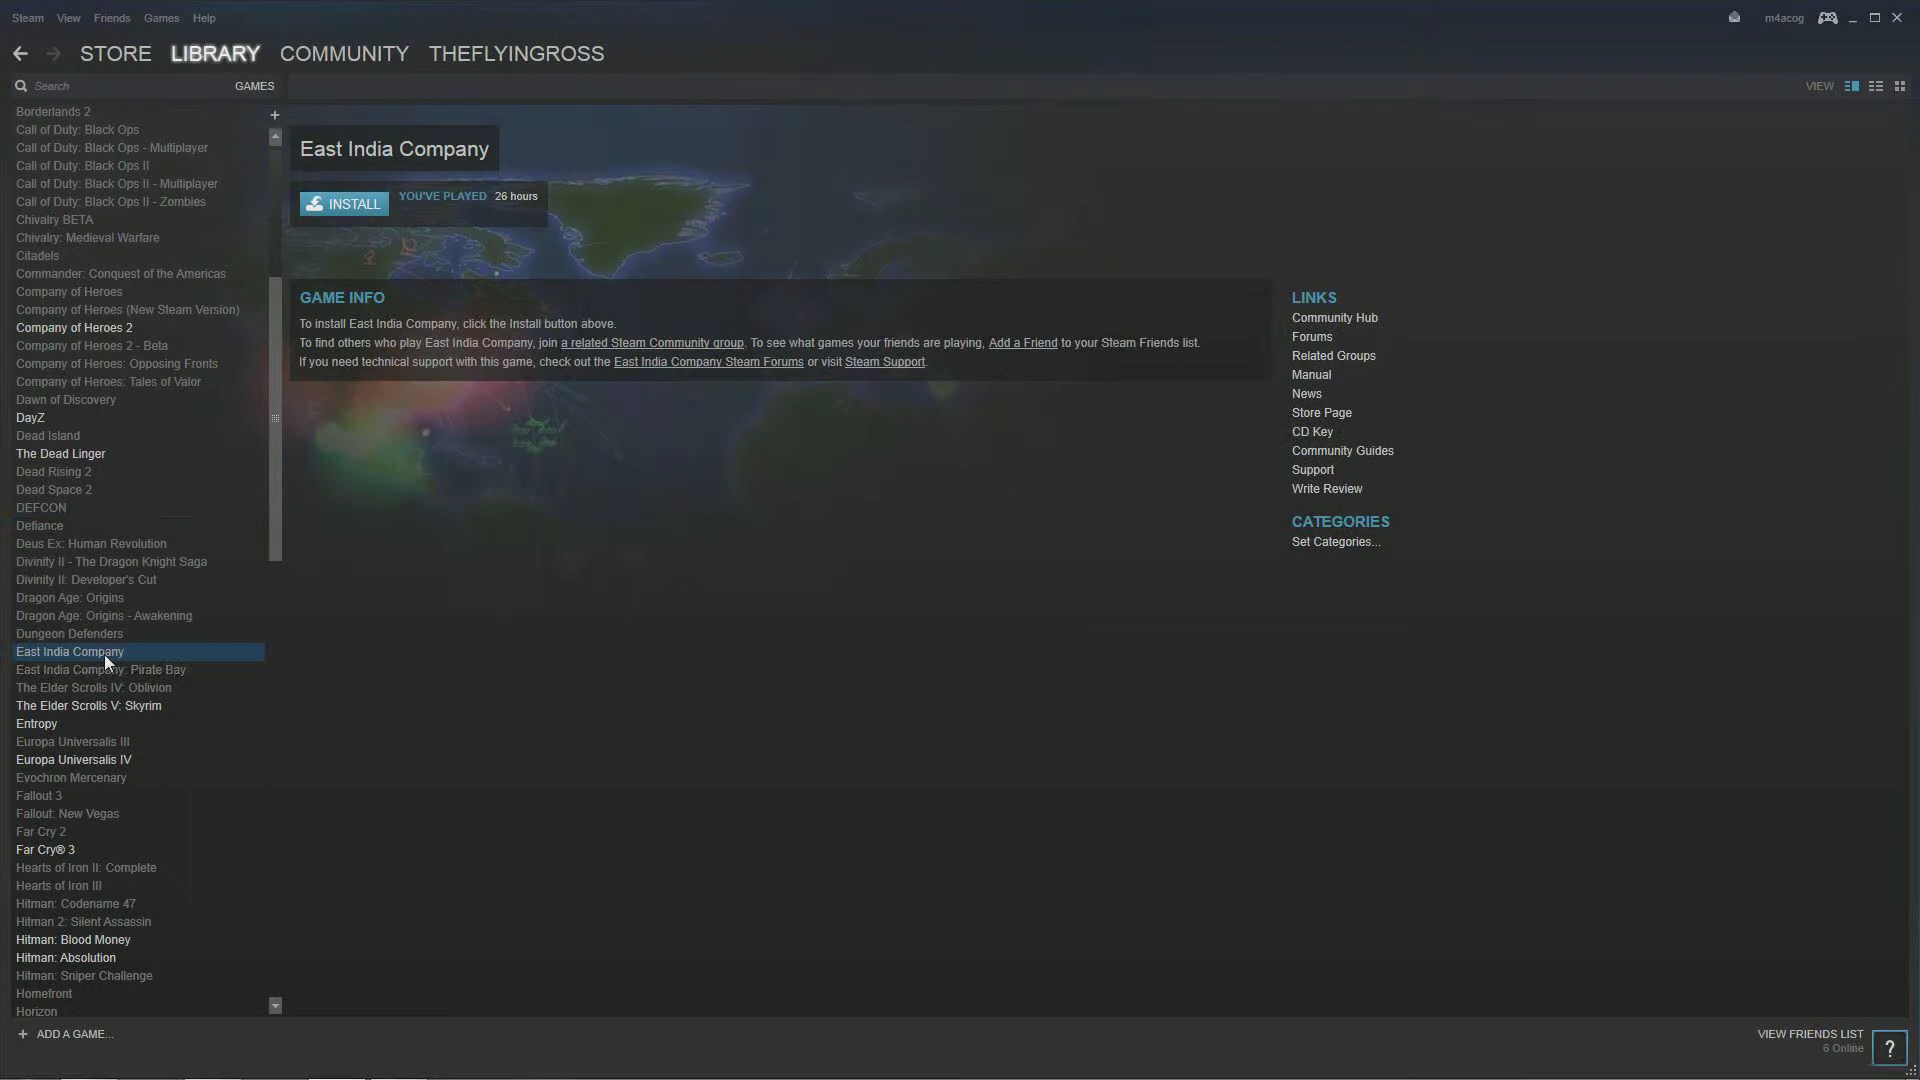 Steam View Friends Games Help
m4acog
STORE LIBRARY COMMUNITY THEFLYINGROSS
Search GAMES
VIEW
Borderlands 2
Call of Duty: Black Ops
Call of Duty: Black Ops - Multiplayer
Call of Duty: Black Ops II
Call of Duty: Black Ops II - Multiplayer
Call of Duty: Black Ops II - Zombies
Chivalry BETA
Chivalry: Medieval Warfare
Citadels
Commander: Conquest of the Americas
Company of Heroes
Company of Heroes (New Steam Version)
Company of Heroes 2
Company of Heroes 2 - Beta
Company of Heroes: Opposing Fronts
Company of Heroes: Tales of Valor
Dawn of Discovery
DayZ
Dead Island
The Dead Linger
Dead Rising 2
Dead Space 2
DEFCON
Defiance
Deus Ex: Human Revolution
Divinity II - The Dragon Knight Saga
Divinity II: Developer's Cut
Dragon Age: Origins
Dragon Age: Origins - Awakening
Dungeon Defenders
East India Company
East India Company: Pirate Bay
The Elder Scrolls IV: Oblivion
The Elder Scrolls V: Skyrim
Entropy
Europa Universalis III
Europa Universalis IV
Evochron Mercenary
Fallout 3
Fallout: New Vegas
Far Cry 2
Far Cry® 3
Hearts of Iron II: Complete
Hearts of Iron III
Hitman: Codename 47
Hitman 2: Silent Assassin
Hitman: Blood Money
Hitman: Absolution
Hitman: Sniper Challenge
Homefront
Horizon
+ ADD A GAME...
East India Company
INSTALL YOU'VE PLAYED 26 hours
GAME INFO
To install East India Company, click the Install button above.
To find others who play East India Company, join a related Steam Community group. To see what games your friends are playing, Add a Friend to your Steam Friends list.
If you need technical support with this game, check out the East India Company Steam Forums or visit Steam Support.
LINKS
Community Hub
Forums
Related Groups
Manual
News
Store Page
CD Key
Community Guides
Support
Write Review
CATEGORIES
Set Categories...
VIEW FRIENDS LIST
6 Online
?